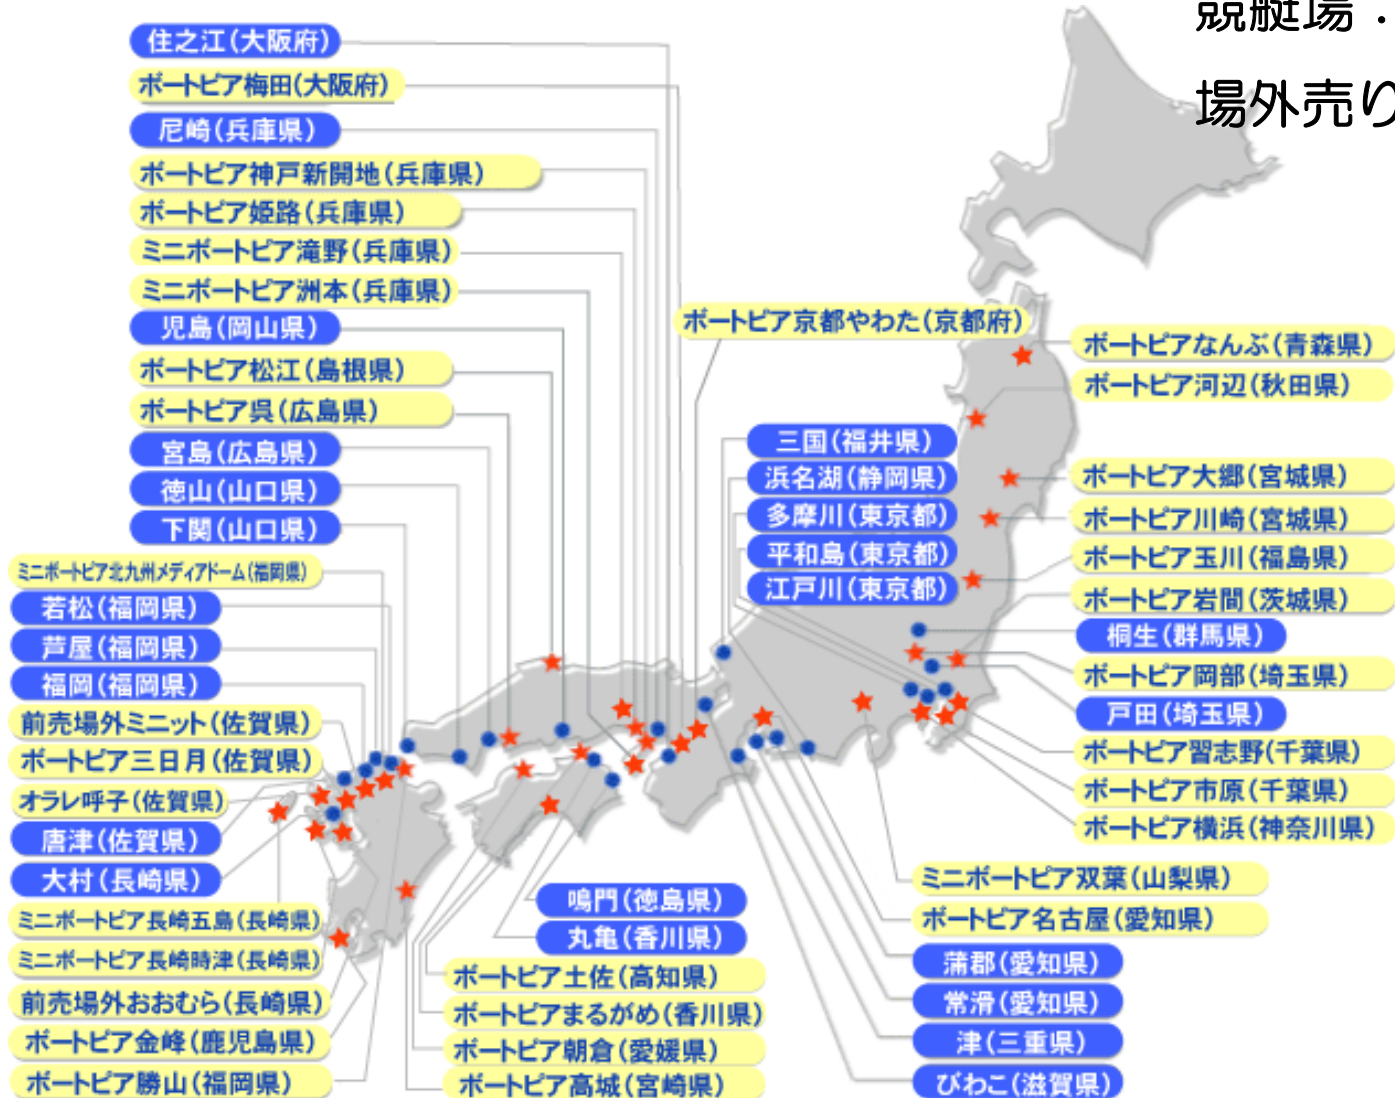 競艇場：
場外売り
住之江(大阪府)
ボートピア梅田(大阪府)
尼崎(兵庫県)
ボートピア神戸新開地(兵庫県)
ボートピア姫路(兵庫県)
ミニボートピア滝野(兵庫県)
ミニボートピア洲本(兵庫県)
児島(岡山県)
ボートピア松江(島根県)
ボートピア呉(広島県)
宮島(広島県)
徳山(山口県)
下関(山口県)
ミニボートピア北九州メディアドーム(福岡県)
若松(福岡県)
芦屋(福岡県)
福岡(福岡県)
前売場外ミニット(佐賀県)
ボートピア三日月(佐賀県)
オラレ呼子(佐賀県)
唐津(佐賀県)
大村(長崎県)
ミニボートピア長崎五島(長崎県)
ミニボートピア長崎時津(長崎県)
前売場外おおむら(長崎県)
ボートピア金峰(鹿児島県)
ボートピア勝山(福岡県)
ボートピア京都やわた(京都府)
三国(福井県)
浜名湖(静岡県)
多摩川(東京都)
平和島(東京都)
江戸川(東京都)
ボートピアなんぶ(青森県)
ボートピア河辺(秋田県)
ボートピア大郷(宮城県)
ボートピア川崎(宮城県)
ボートピア玉川(福島県)
ボートピア岩間(茨城県)
桐生(群馬県)
ボートピア岡部(埼玉県)
戸田(埼玉県)
ボートピア習志野(千葉県)
ボートピア市原(千葉県)
ボートピア横浜(神奈川県)
鳴門(徳島県)
丸亀(香川県)
ボートピア土佐(高知県)
ボートピアまるがめ(香川県)
ボートピア朝倉(愛媛県)
ボートピア高城(宮崎県)
ミニボートピア双葉(山梨県)
ボートピア名古屋(愛知県)
蒲郡(愛知県)
常滑(愛知県)
津(三重県)
びわこ(滋賀県)